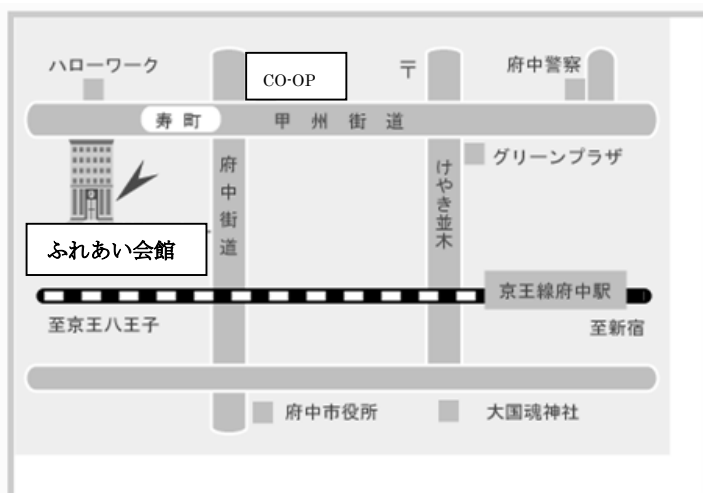 ハローワーク
CO-OP
〒
府中警察
寿町
甲州街道
グリーンプラザ
府中街道
けやき並木
ふれあい会館
京王線府中駅
至京王八王子
至新宿
府中市役所
大国魂神社